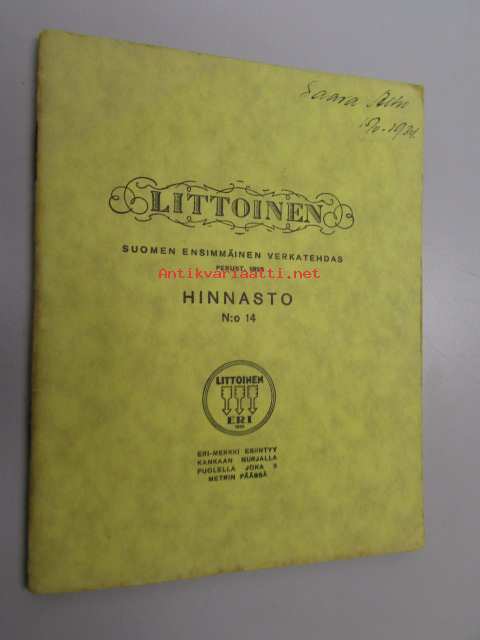 Saara
LITTOINEN
SUOMEN ENSIMMÄINEN VERKATEHDAS
PERUST.
Antikvariaatti.net
HINNASTO
N:o 14
LITTOINEN
ERI
ERI-MERKKI ESIINTYY
KANKAAN NURJALLA
PUOLELLA JOKA 5
METRIN PÄÄSSÄ